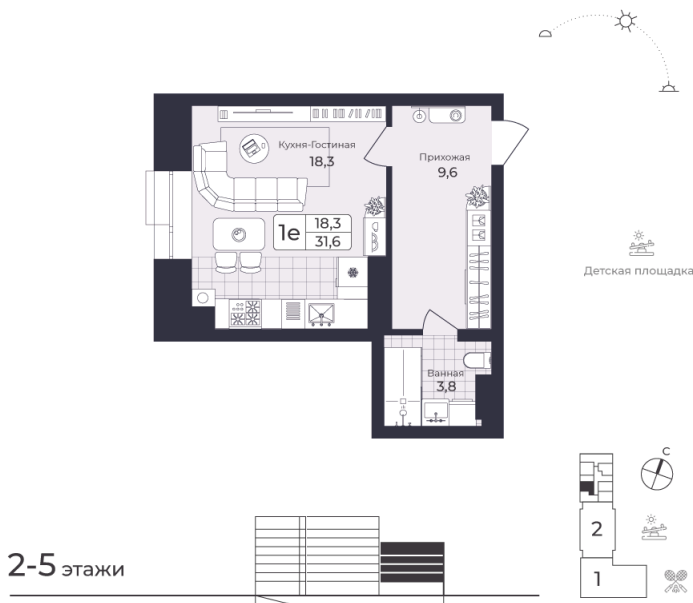 Кухня-Гостиная
18,3
Прихожая
9,6
1е
18,3
31,6
Детская площадка
Ванная
3,8
С
2
1
2-5 этажи